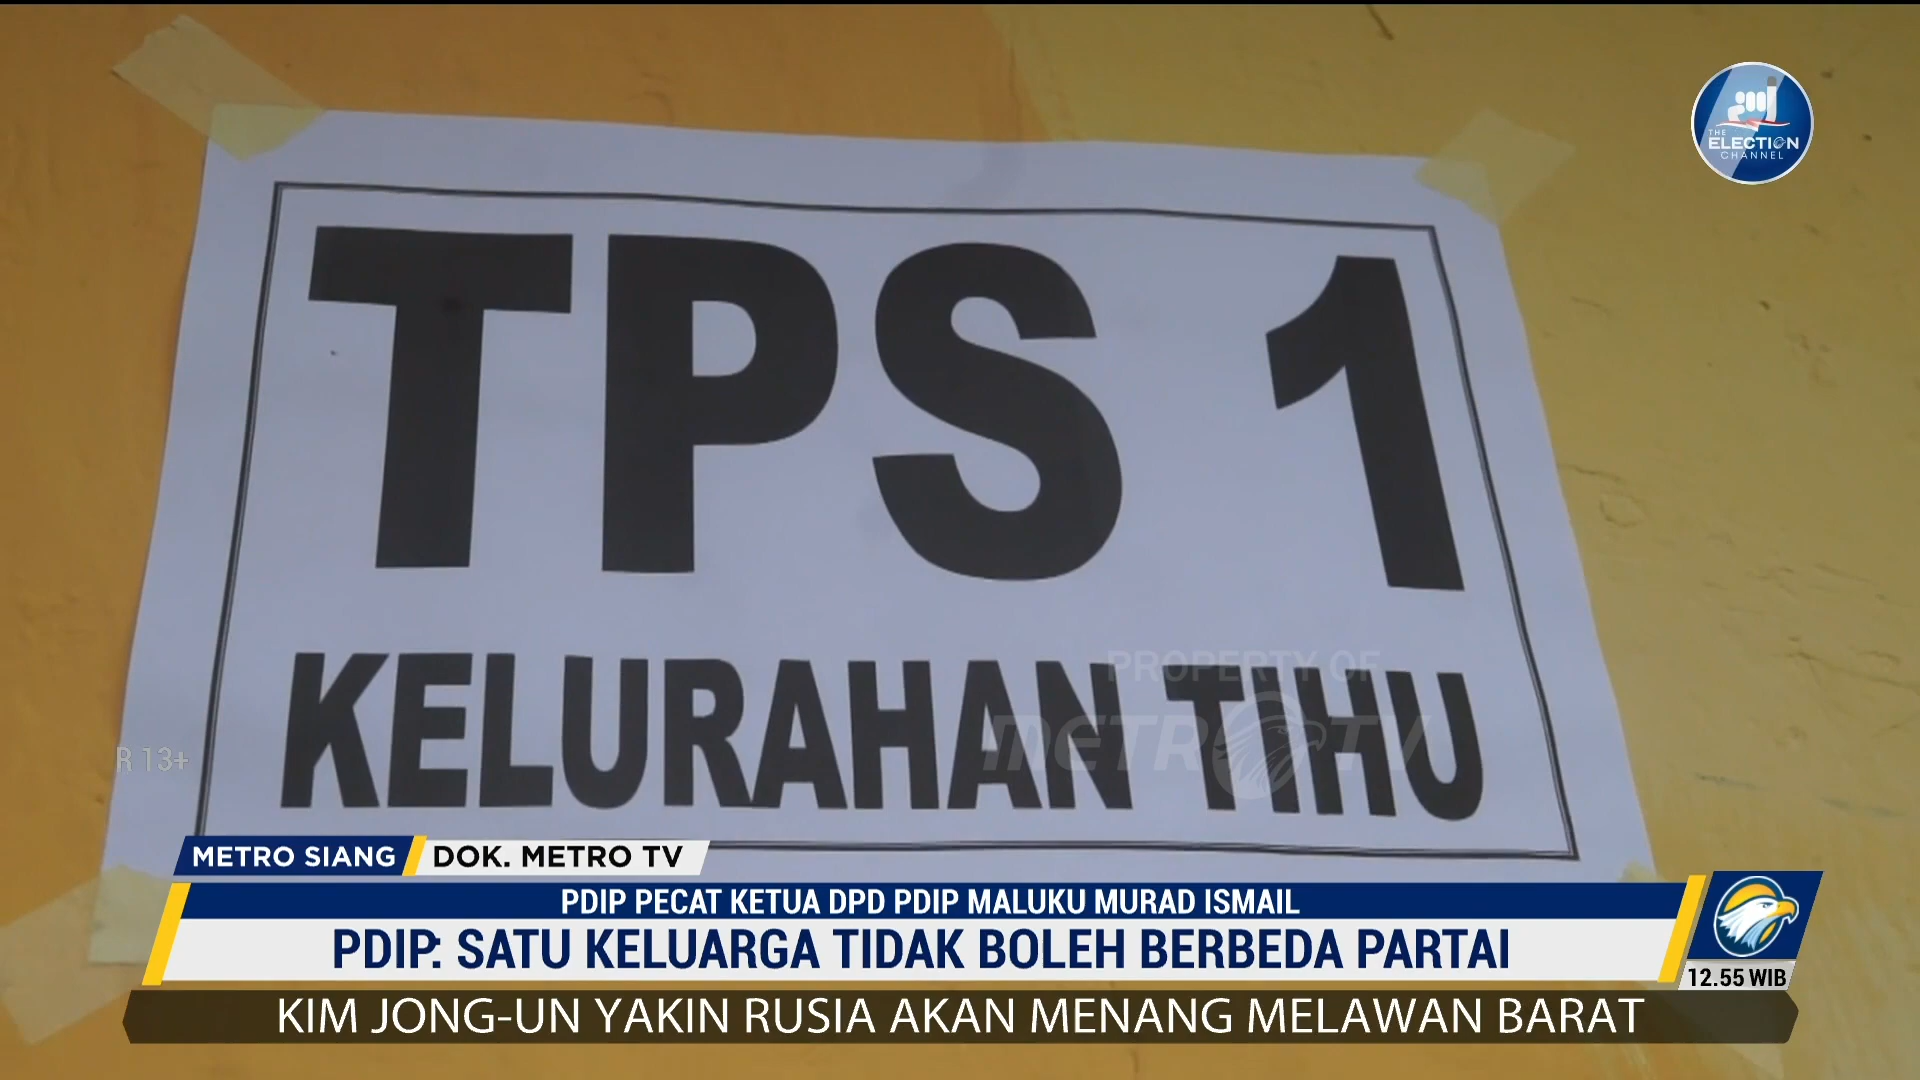 THE
ELECTION
CHANNEL
TPS 1
KELURAHAN TIHU
PROPERTY OF
METRO TV
R 13+
METRO SIANG
DOK. METRO TV
PDIP PECAT KETUA DPD PDIP MALUKU MURAD ISMAIL
PDIP: SATU KELUARGA TIDAK BOLEH BERBEDA PARTAI
12.55 WIB
KIM JONG-UN YAKIN RUSIA AKAN MENANG MELAWAN BARAT